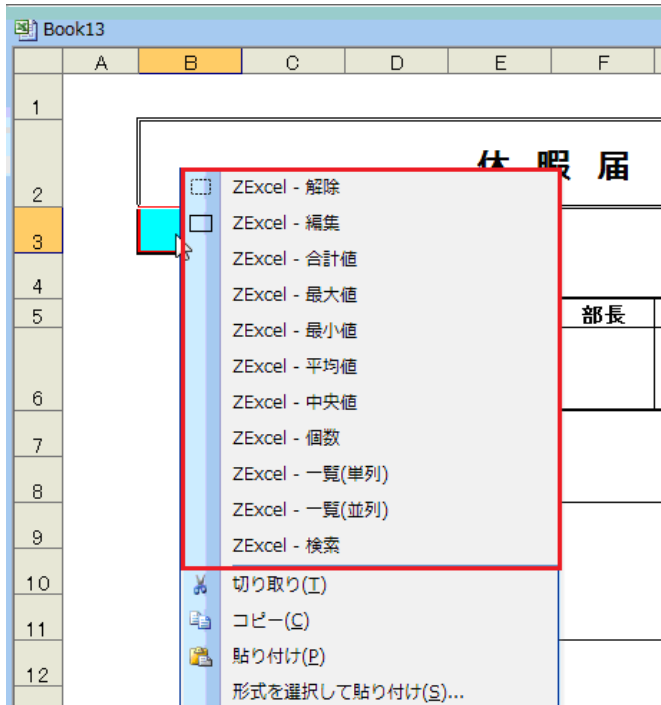 Book13
A B C D E F
1
休 暇 届
2
3
4
5 部長
6
7
8
9
10
11
12
ZExcel - 解除
ZExcel - 編集
ZExcel - 合計値
ZExcel - 最大値
ZExcel - 最小値
ZExcel - 平均値
ZExcel - 中央値
ZExcel - 個数
ZExcel - 一覧(単列)
ZExcel - 一覧(並列)
ZExcel - 検索
切り取り(T)
コピー(C)
貼り付け(P)
形式を選択して貼り付け(S)...